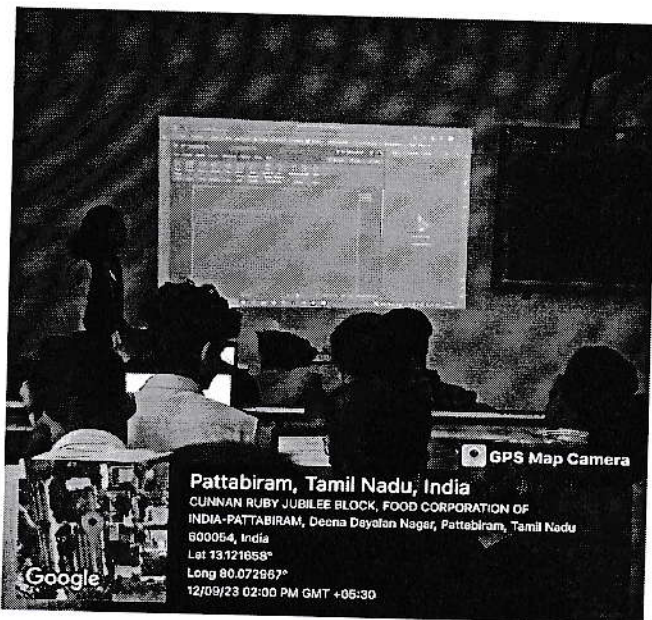 GPS Map Camera
Pattabiram, Tamil Nadu, India
CUNNAN RUBY JUBILEE BLOCK, FOOD CORPORATION OF
INDIA-PATTABIRAM, Deena Dayalan Nagar, Pattabiram, Tamil Nadu
600054, India
Lat 13.121658°
Long 80.072967°
12/09/23 02:00 PM GMT +05:30
Google